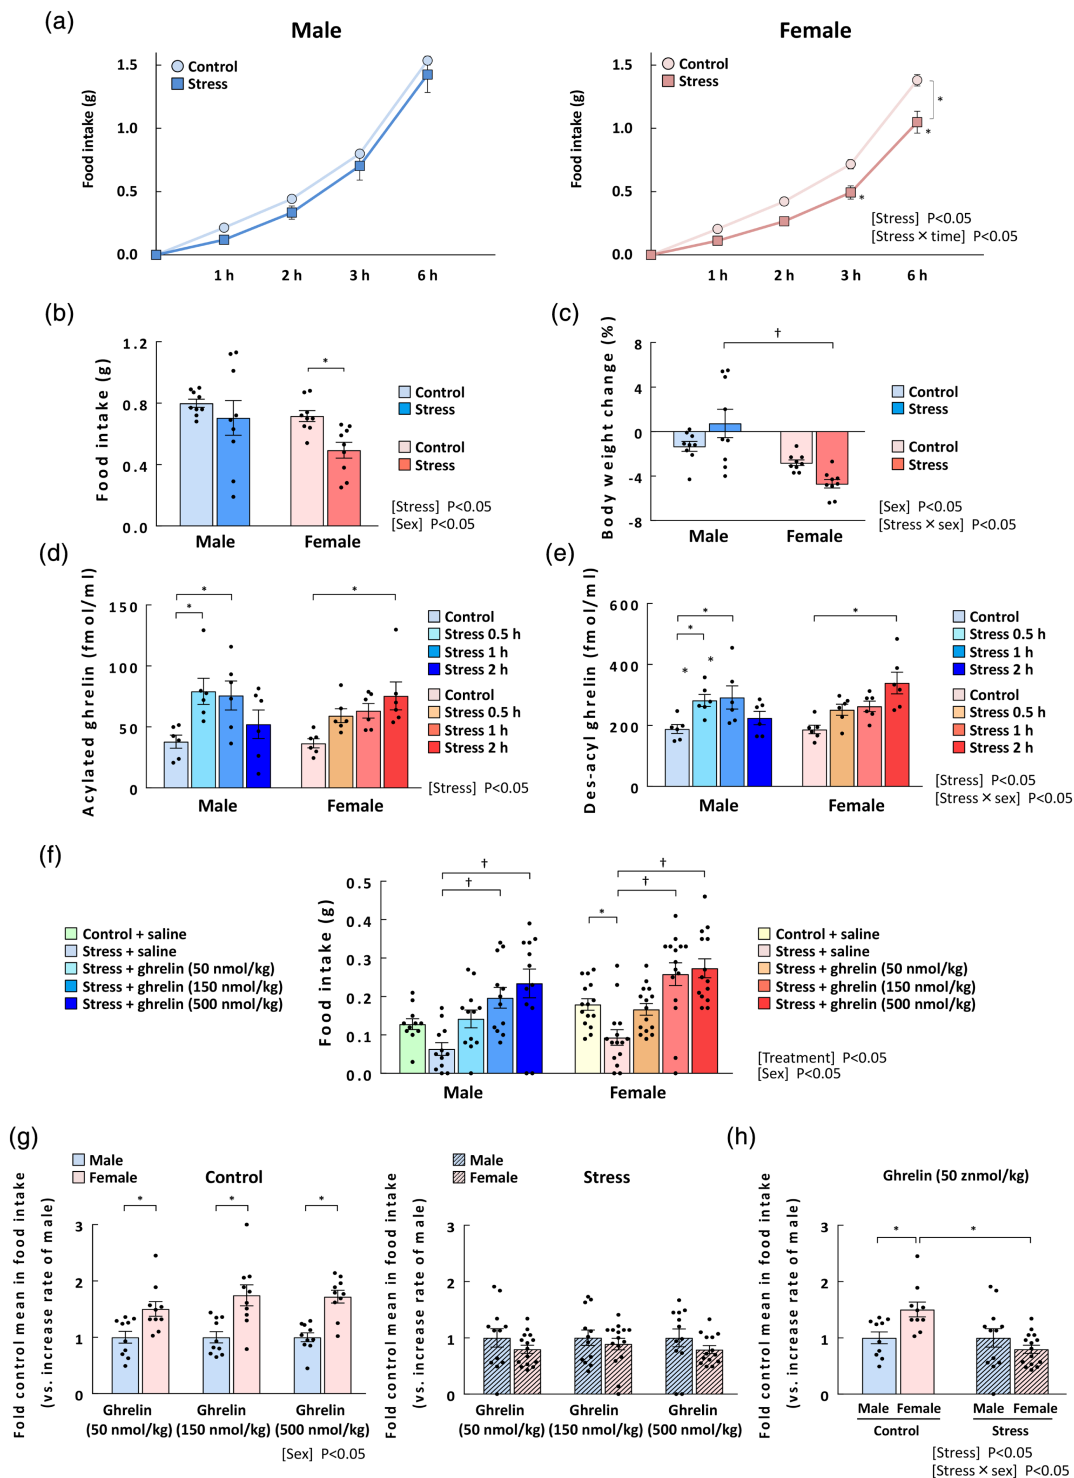 (a)
Male
Female
Food intake (g)
1.5
1.0
0.5
0.0
Control
Stress
1 h
2 h
3 h
6 h
Food intake (g)
1.5
1.0
0.5
0.0
Control
Stress
*
*
*
[Stress] P<0.05
[Stress × time] P<0.05
1 h
2 h
3 h
6 h
(b)
Food intake (g)
1.2
0.8
0.4
0.0
*
Control
Stress
Control
Stress
[Stress] P<0.05
[Sex] P<0.05
Male
Female
(c)
Body weight change (%)
8
4
0
-4
-8
†
Control
Stress
Control
Stress
[Sex] P<0.05
[Stress × sex] P<0.05
Male
Female
(d)
Acylated ghrelin (fmol/ml)
150
100
50
0
*
*
*
Control
Stress 0.5 h
Stress 1 h
Stress 2 h
Control
Stress 0.5 h
Stress 1 h
Stress 2 h
[Stress] P<0.05
Male
Female
(e)
Des-acyl ghrelin (fmol/ml)
600
400
200
0
*
*
*
*
*
Control
Stress 0.5 h
Stress 1 h
Stress 2 h
Control
Stress 0.5 h
Stress 1 h
Stress 2 h
[Stress] P<0.05
[Stress × sex] P<0.05
Male
Female
(f)
Control + saline
Stress + saline
Stress + ghrelin (50 nmol/kg)
Stress + ghrelin (150 nmol/kg)
Stress + ghrelin (500 nmol/kg)
Food intake (g)
0.5
0.4
0.3
0.2
0.1
0.0
†
†
*
†
†
Male
Female
Control + saline
Stress + saline
Stress + ghrelin (50 nmol/kg)
Stress + ghrelin (150 nmol/kg)
Stress + ghrelin (500 nmol/kg)
[Treatment] P<0.05
[Sex] P<0.05
(g)
Fold control mean in food intake
(vs. increase rate of male)
Male
Female
Control
3
2
1
0
*
*
*
Ghrelin
(50 nmol/kg)
Ghrelin
(150 nmol/kg)
Ghrelin
(500 nmol/kg)
[Sex] P<0.05
Fold control mean in food intake
(vs. increase rate of male)
Male
Female
Stress
3
2
1
0
Ghrelin
(50 nmol/kg)
Ghrelin
(150 nmol/kg)
Ghrelin
(500 nmol/kg)
(h)
Fold control mean in food intake
(vs. increase rate of male)
Ghrelin (50 znmol/kg)
3
2
1
0
*
*
Male Female
Male Female
Control
Stress
[Stress] P<0.05
[Stress × sex] P<0.05